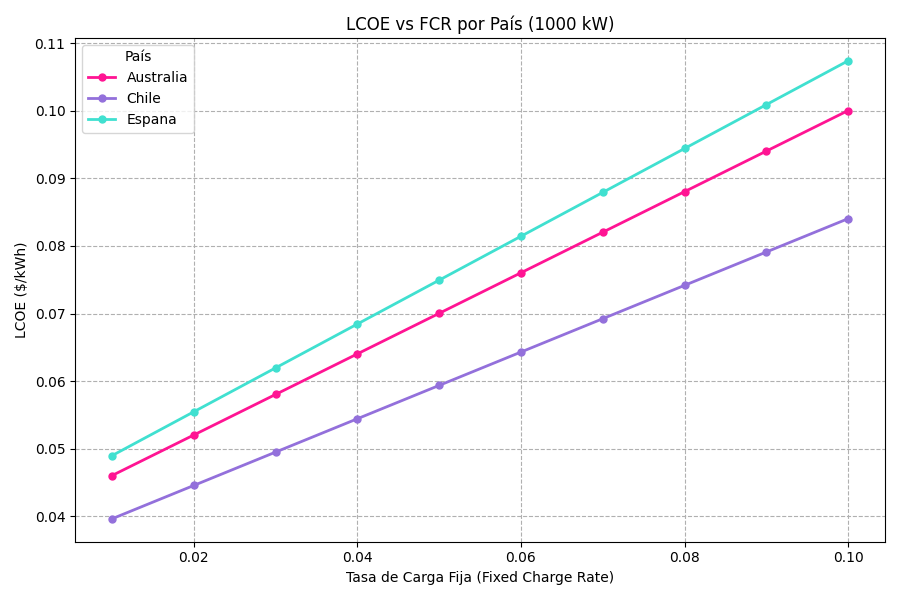 LCOE vs FCR por País (1000 kW)
País
Australia
Chile
Espana
0.11
0.10
0.09
0.08
0.07
0.06
0.05
0.04
LCOE ($/kWh)
0.02
0.04
0.06
0.08
0.10
Tasa de Carga Fija (Fixed Charge Rate)